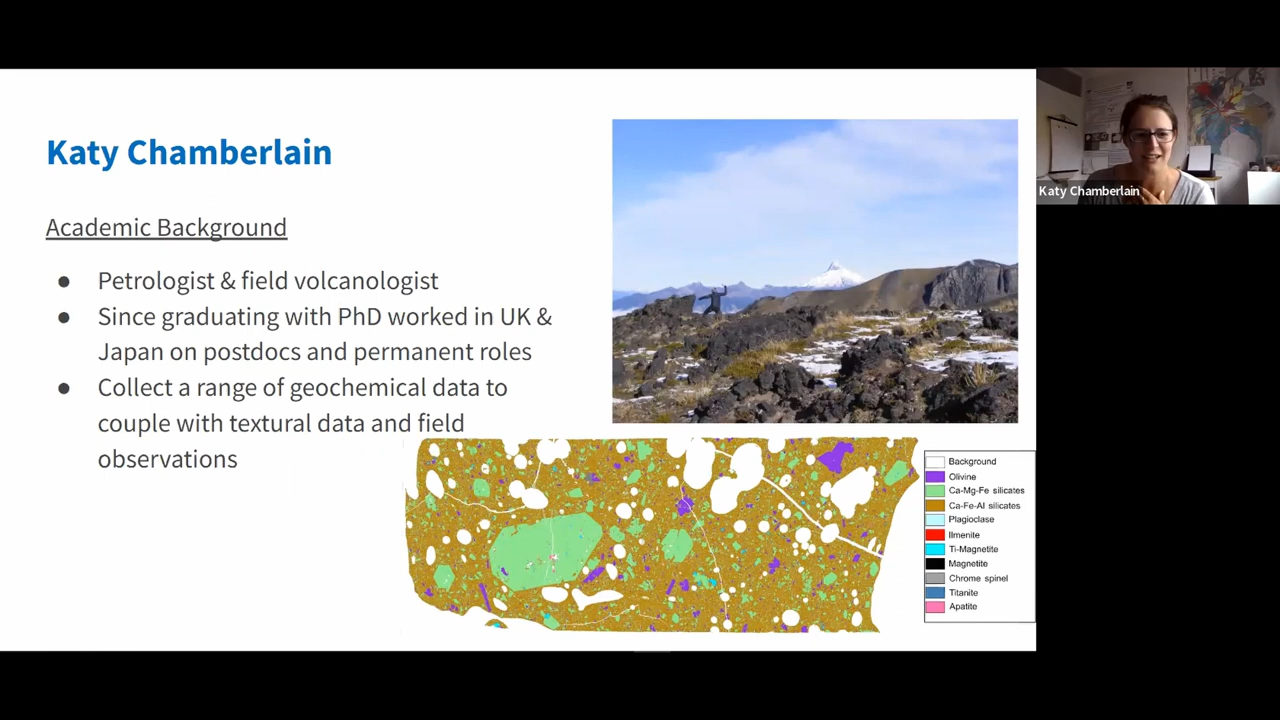 Katy Chamberlain
Academic Background
● Petrologist & field volcanologist
● Since graduating with PhD worked in UK &
Japan on postdocs and permanent roles
● Collect a range of geochemical data to
couple with textural data and field
observations
Background
Olivine
Ca-Mg-Fe silicates
Ca-Fe-Al silicates
Plagioclase
Ilmenite
Ti-Magnetite
Magnetite
Chrome spinel
Titanite
Apatite
Katy Chamberlain